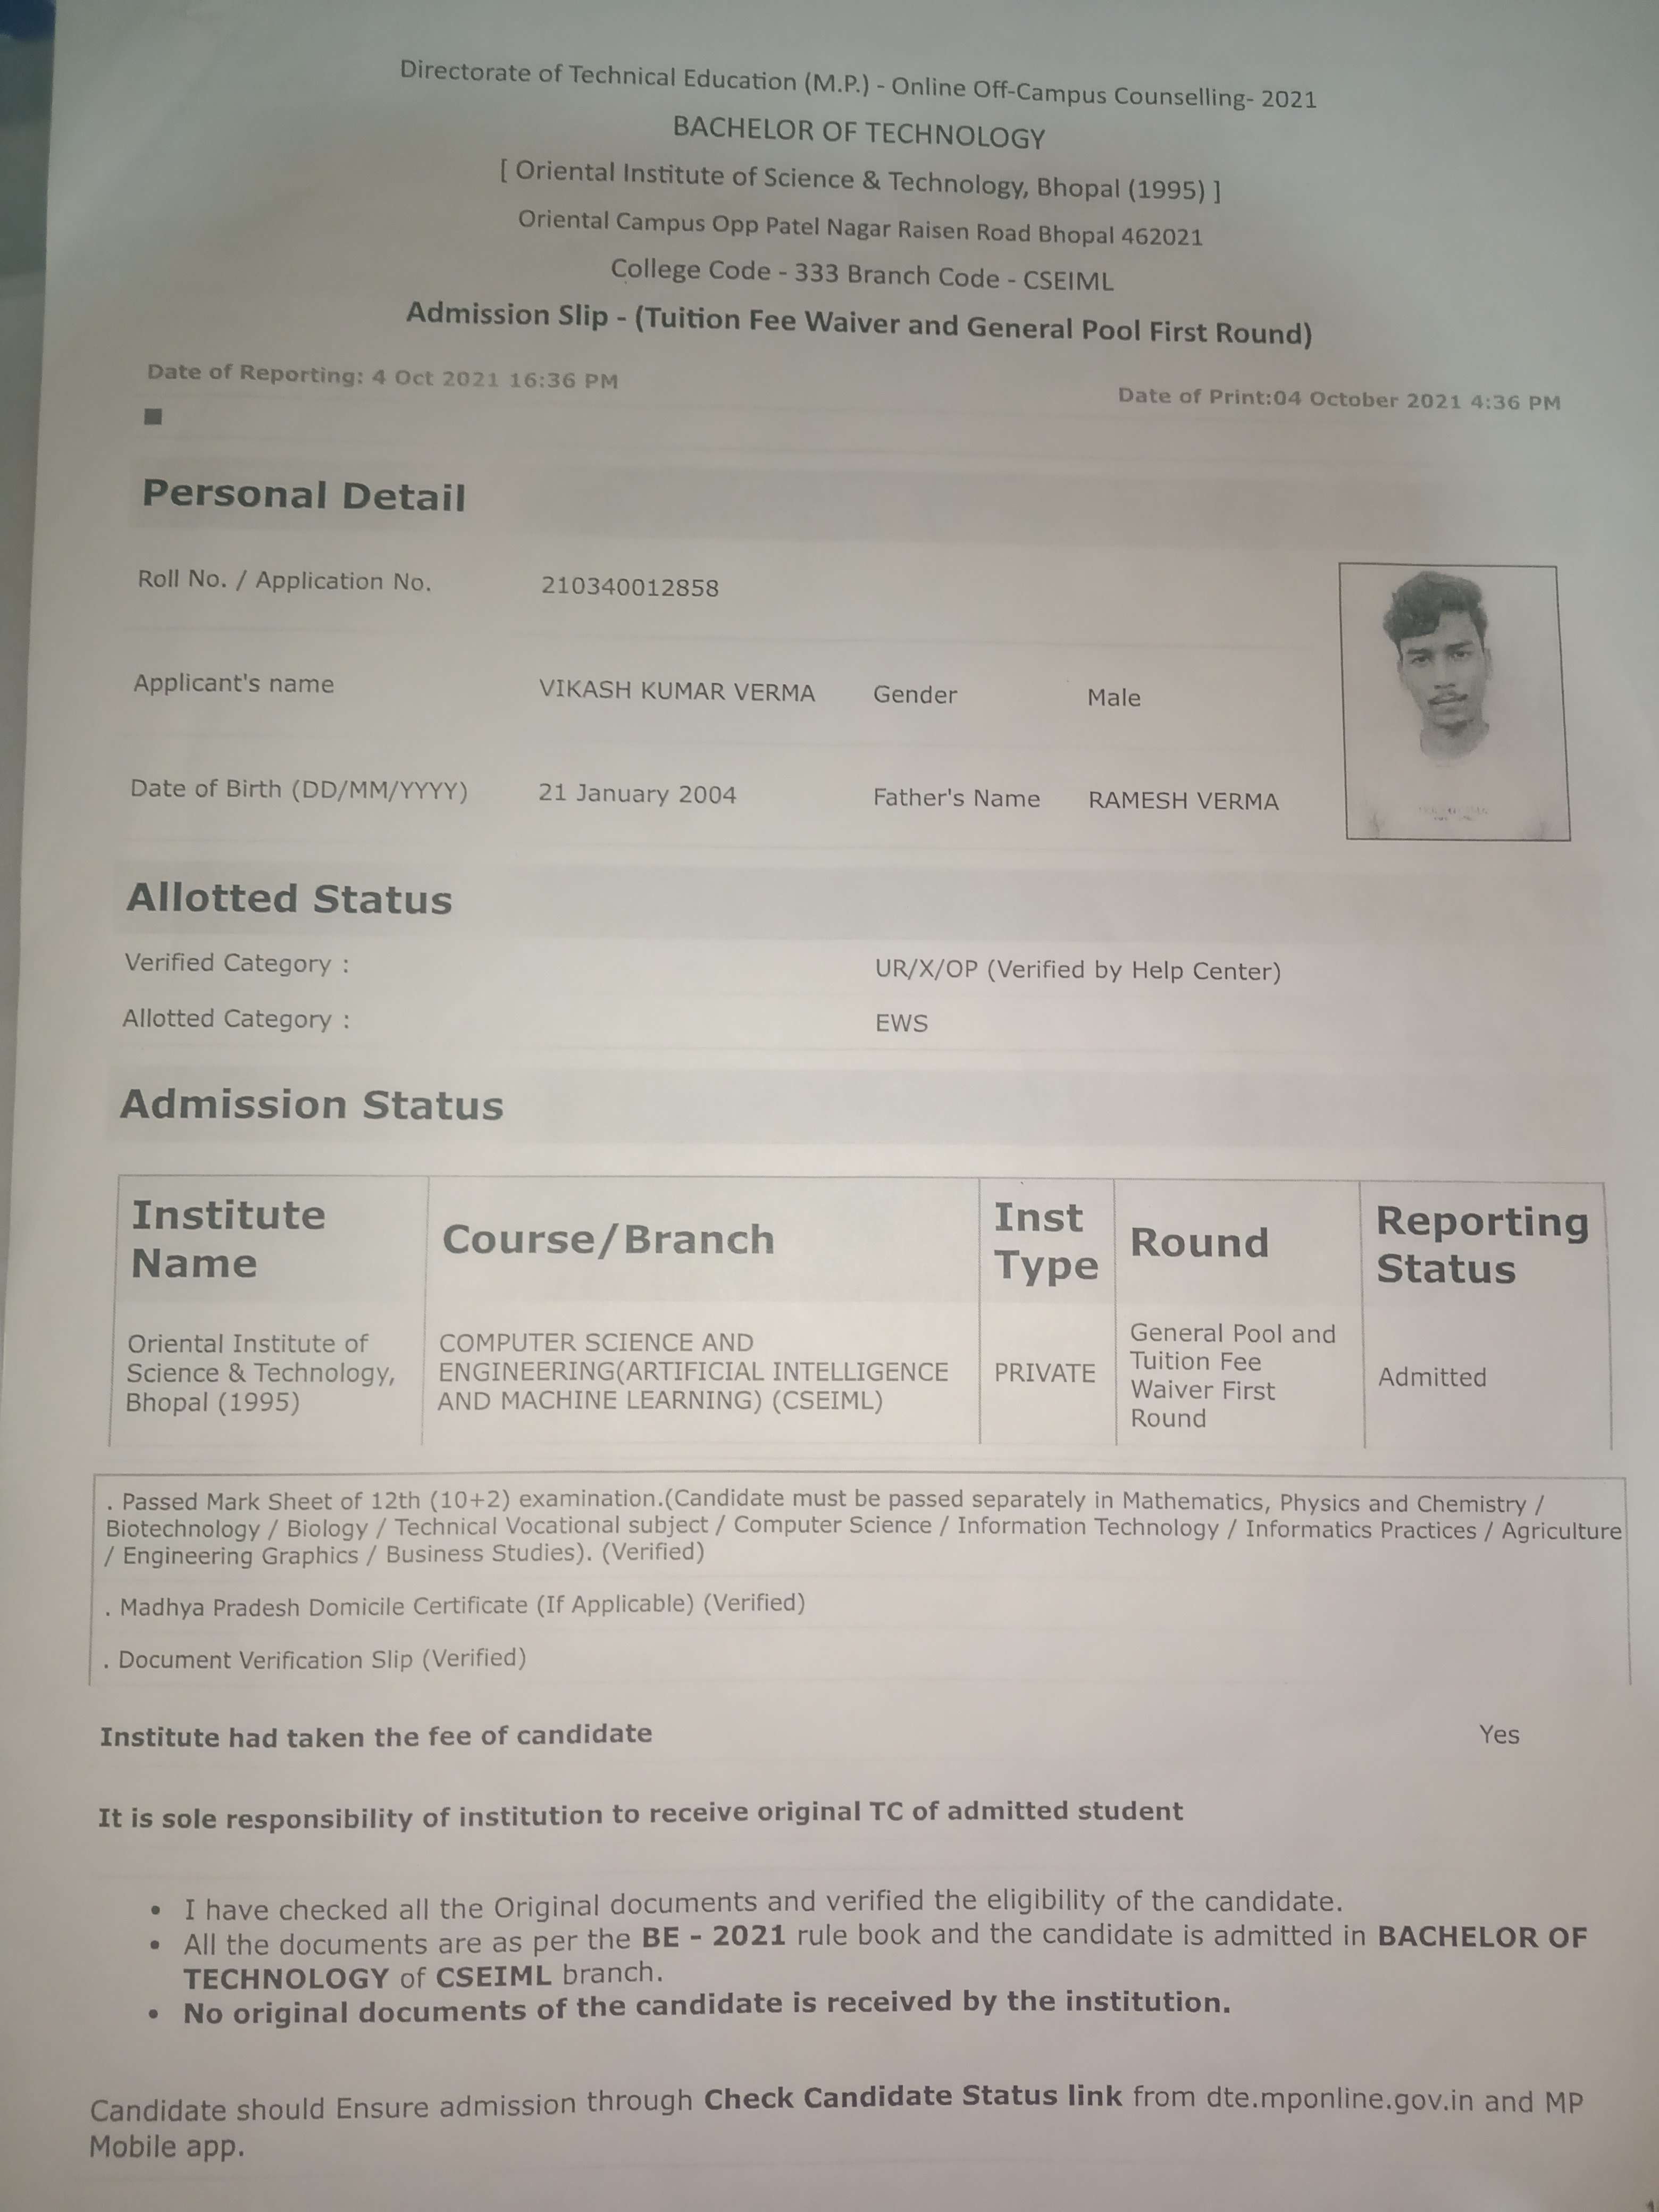 Directorate of Technical Education (M.P.) - Online Off-Campus Counselling- 2021
BACHELOR OF TECHNOLOGY
[ Oriental Institute of Science & Technology, Bhopal (1995) ]
Oriental Campus Opp Patel Nagar Raisen Road Bhopal 462021
College Code - 333 Branch Code - CSEIML
Admission Slip - (Tuition Fee Waiver and General Pool First Round)
Date of Reporting: 4 Oct 2021 16:36 PM
Date of Print:04 October 2021 4:36 PM
Personal Detail
Roll No. / Application No. 210340012858
Applicant's name VIKASH KUMAR VERMA Gender Male
Date of Birth (DD/MM/YYYY) 21 January 2004 Father's Name RAMESH VERMA
Allotted Status
Verified Category : UR/X/OP (Verified by Help Center)
Allotted Category : EWS
Admission Status
Institute Name
Course/Branch
Inst Type
Round
Reporting Status
Oriental Institute of
Science & Technology,
Bhopal (1995)
COMPUTER SCIENCE AND
ENGINEERING(ARTIFICIAL INTELLIGENCE
AND MACHINE LEARNING) (CSEIML)
PRIVATE
General Pool and
Tuition Fee
Waiver First
Round
Admitted
. Passed Mark Sheet of 12th (10+2) examination.(Candidate must be passed separately in Mathematics, Physics and Chemistry /
Biotechnology / Biology / Technical Vocational subject / Computer Science / Information Technology / Informatics Practices / Agriculture
/ Engineering Graphics / Business Studies). (Verified)
. Madhya Pradesh Domicile Certificate (If Applicable) (Verified)
. Document Verification Slip (Verified)
Institute had taken the fee of candidate Yes
It is sole responsibility of institution to receive original TC of admitted student
• I have checked all the Original documents and verified the eligibility of the candidate.
• All the documents are as per the BE - 2021 rule book and the candidate is admitted in BACHELOR OF
TECHNOLOGY of CSEIML branch.
• No original documents of the candidate is received by the institution.
Candidate should Ensure admission through Check Candidate Status link from dte.mponline.gov.in and MP
Mobile app.